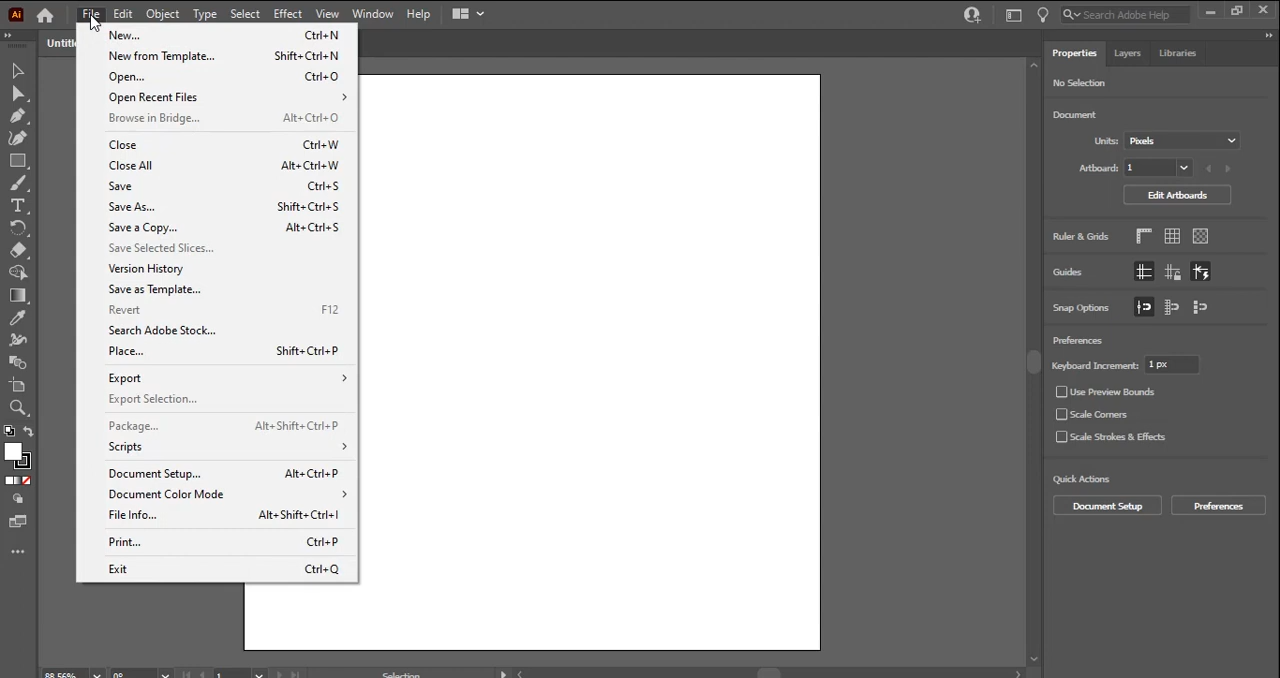 Ai File Edit Object Type Select Effect View Window Help Search Adobe Help
Untitle
New... Ctrl+N
New from Template... Shift+Ctrl+N
Open... Ctrl+O
Open Recent Files
Browse in Bridge... Alt+Ctrl+O
Close Ctrl+W
Close All Alt+Ctrl+W
Save Ctrl+S
Save As... Shift+Ctrl+S
Save a Copy... Alt+Ctrl+S
Save Selected Slices...
Version History
Save as Template...
Revert F12
Search Adobe Stock...
Place... Shift+Ctrl+P
Export
Export Selection...
Package... Alt+Shift+Ctrl+P
Scripts
Document Setup... Alt+Ctrl+P
Document Color Mode
File Info... Alt+Shift+Ctrl+I
Print... Ctrl+P
Exit Ctrl+Q
Properties Layers Libraries
No Selection
Document
Units: Pixels
Artboard: 1
Edit Artboards
Ruler & Grids
Guides
Snap Options
Preferences
Keyboard Increment: 1 px
Use Preview Bounds
Scale Corners
Scale Strokes & Effects
Quick Actions
Document Setup Preferences
88.56% 0° 1 Selection